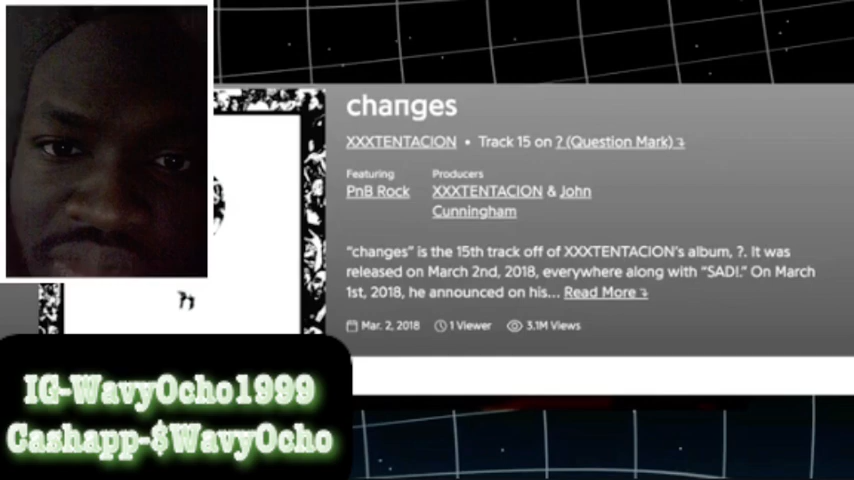 changes
XXXTENTACION • Track 15 on ? (Question Mark)
Featuring
PnB Rock
Producers
XXXTENTACION & John
Cunningham
"changes" is the 15th track off of XXXTENTACION's album, ?. It was
released on March 2nd, 2018, everywhere along with "SAD!." On March
1st, 2018, he announced on his... Read More
Mar. 2, 2018 1 Viewer 3.1M Views
IG-WavyOcho1999
Cashapp-$WavyOcho